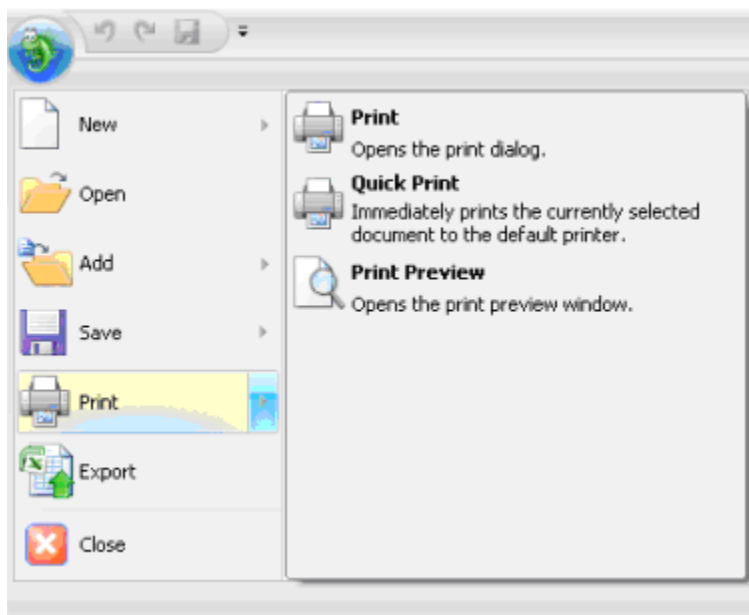 New
Open
Add
Save
Print
Export
Close
Print
Opens the print dialog.
Quick Print
Immediately prints the currently selected
document to the default printer.
Print Preview
Opens the print preview window.